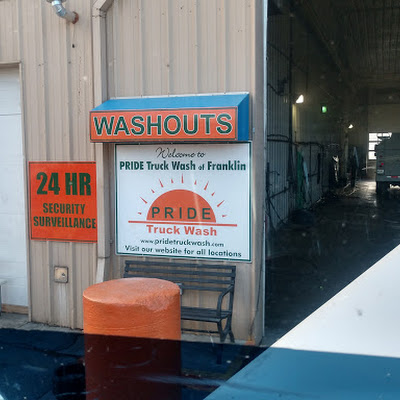 WASHOUTS
Welcome to
PRIDE Truck Wash of Franklin
PRIDE
Truck Wash
www.pridetruckwash.com
Visit our website for all locations
24 HR
SECURITY
SURVEILLANCE